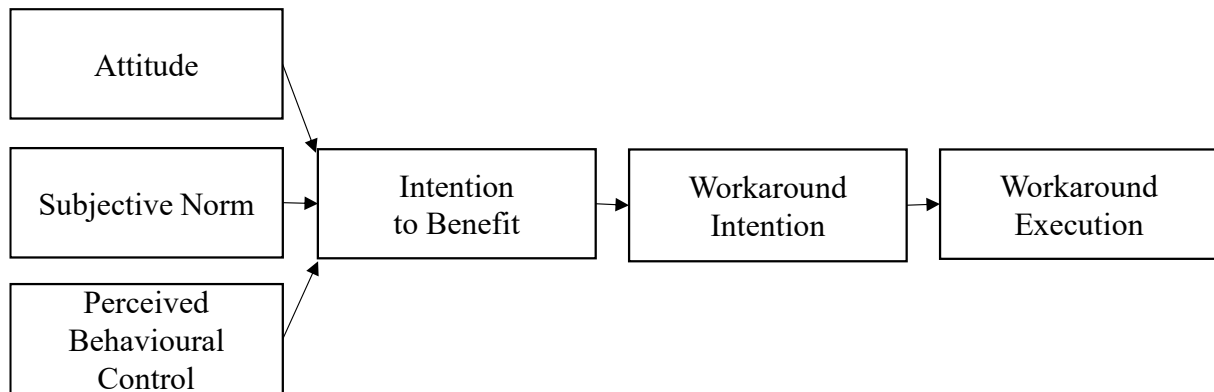 Attitude
Subjective Norm
Perceived
Behavioural
Control
Intention
to Benefit
Workaround
Intention
Workaround
Execution